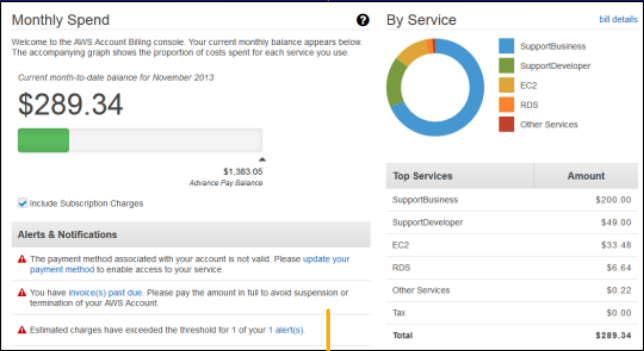 Monthly Spend
?
Welcome to the AWS Account Billing console. Your current monthly balance appears below.
The accompanying graph shows the proportion of costs spent for each service you use.
Current month-to-date balance for November 2013
$289.34
$1,363.05
Advance Pay Balance
Include Subscription Charges
Alerts & Notifications
The payment method associated with your account is not valid. Please update your
payment method to enable access to your service.
You have invoice(s) past due. Please pay the amount in full to avoid suspension or
termination of your AWS Account.
Estimated charges have exceeded the threshold for 1 of your 1 alert(s).
By Service
bill details
SupportBusiness
SupportDeveloper
EC2
RDS
Other Services
Top Services Amount
SupportBusiness $200.00
SupportDeveloper $49.00
EC2 $33.48
RDS $6.64
Other Services $0.22
Tax $0.00
Total $289.34